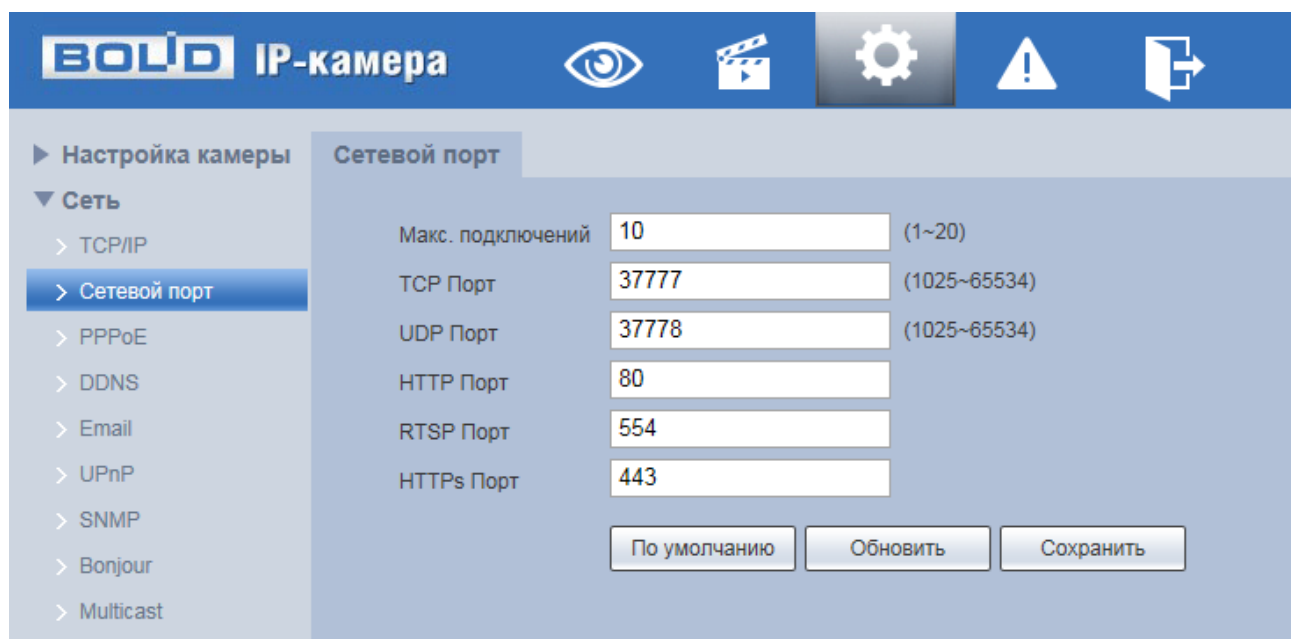 BOLID IP-камера
Настройка камеры
Сеть
TCP/IP
Сетевой порт
PPPoE
DDNS
Email
UPnP
SNMP
Bonjour
Multicast
Сетевой порт
Макс. подключений 10 (1~20)
TCP Порт 37777 (1025~65534)
UDP Порт 37778 (1025~65534)
HTTP Порт 80
RTSP Порт 554
HTTPs Порт 443
По умолчанию Обновить Сохранить